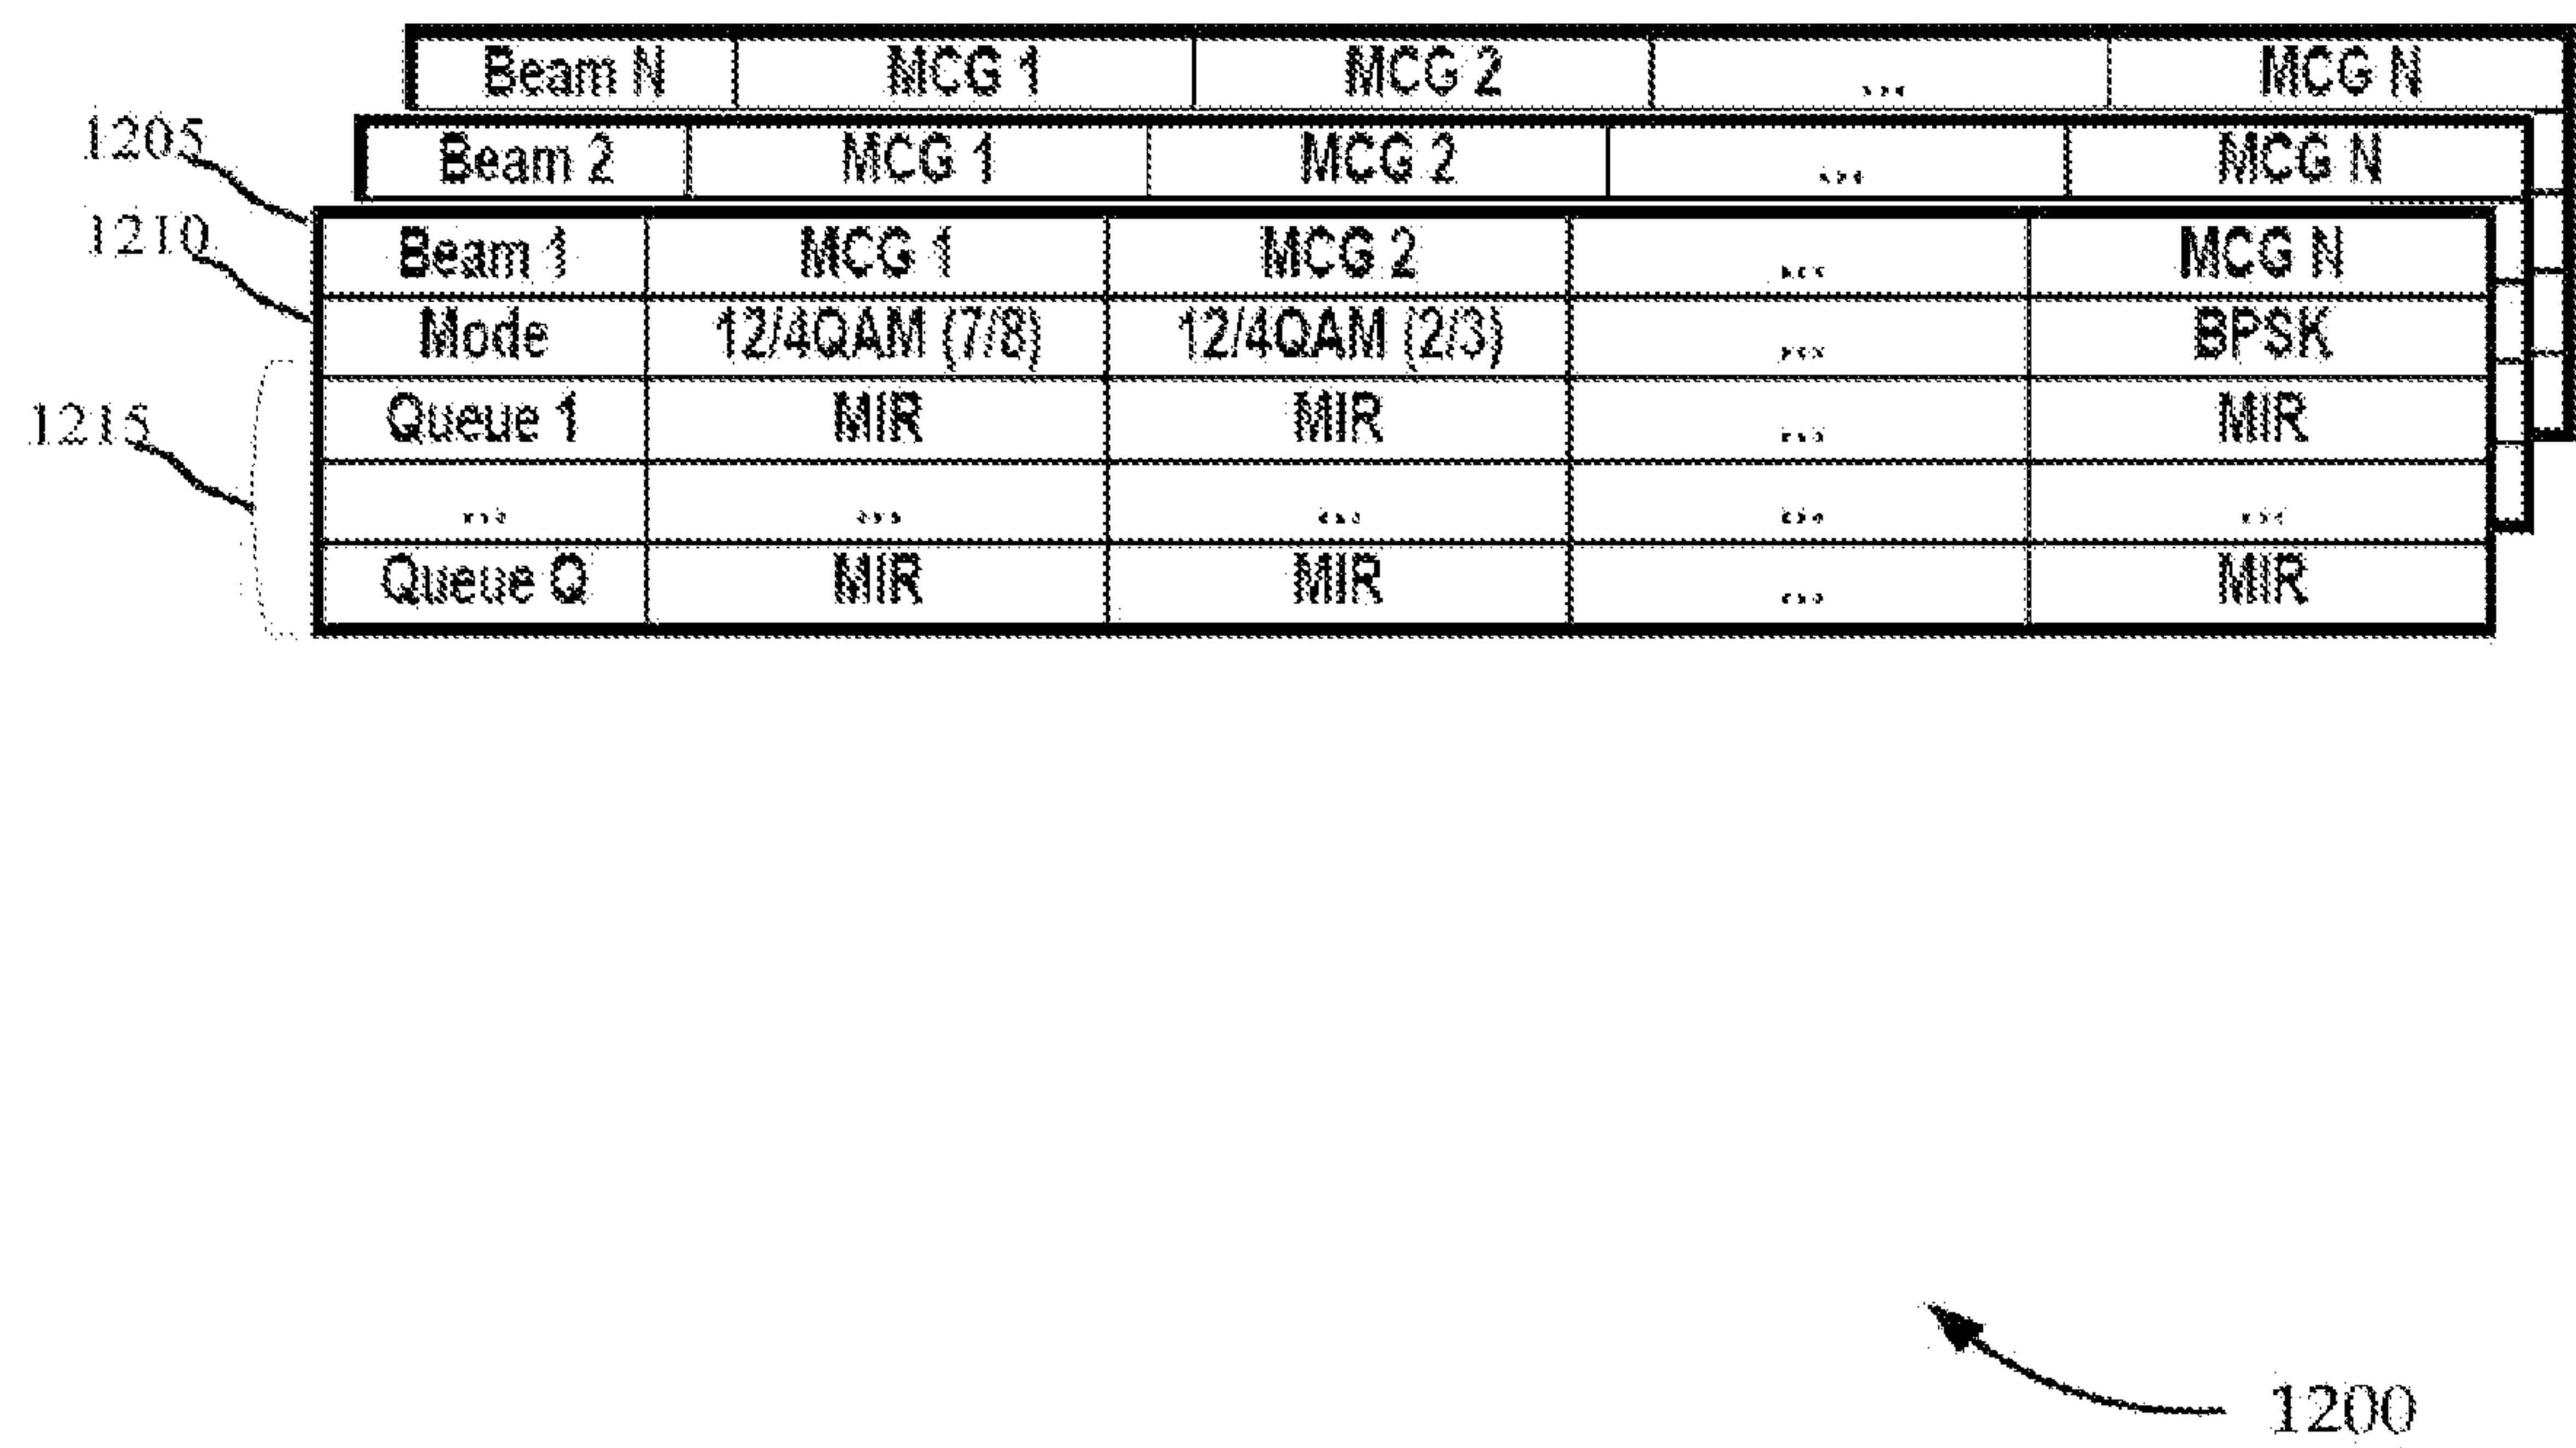 Beam N MCG 1 MCG 2 ... MCG N
1205 Beam 2 MCG 1 MCG 2 ... MCG N
1210 Beam 1 MCG 1 MCG 2 ... MCG N
Mode 12/4QAM (7/8) 12/4QAM (2/3) ... BPSK
1215 Queue 1 MIR MIR ... MIR
... ... ... ... ...
Queue Q MIR MIR ... MIR
1200